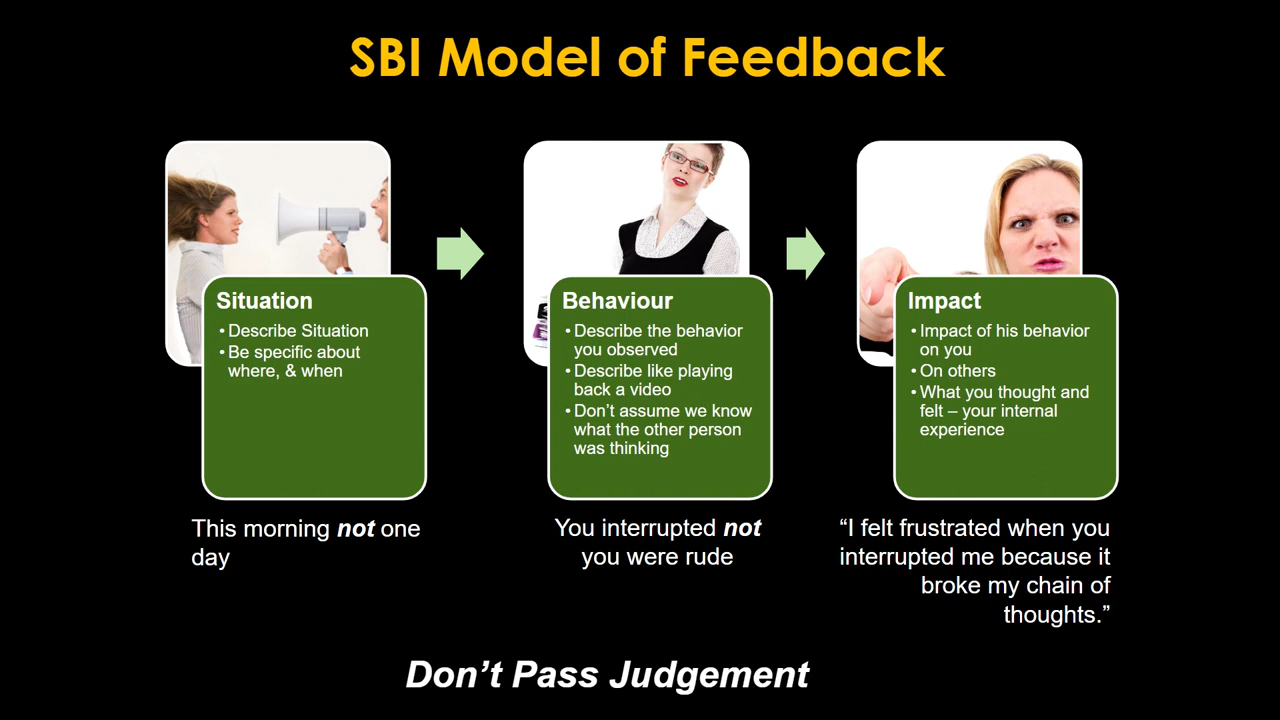 SBI Model of Feedback
Situation
• Describe Situation
• Be specific about
where, & when
Behaviour
• Describe the behavior
you observed
• Describe like playing
back a video
• Don’t assume we know
what the other person
was thinking
Impact
• Impact of his behavior
on you
• On others
• What you thought and
felt – your internal
experience
This morning not one
day
You interrupted not
you were rude
“I felt frustrated when you
interrupted me because it
broke my chain of
thoughts.”
Don’t Pass Judgement